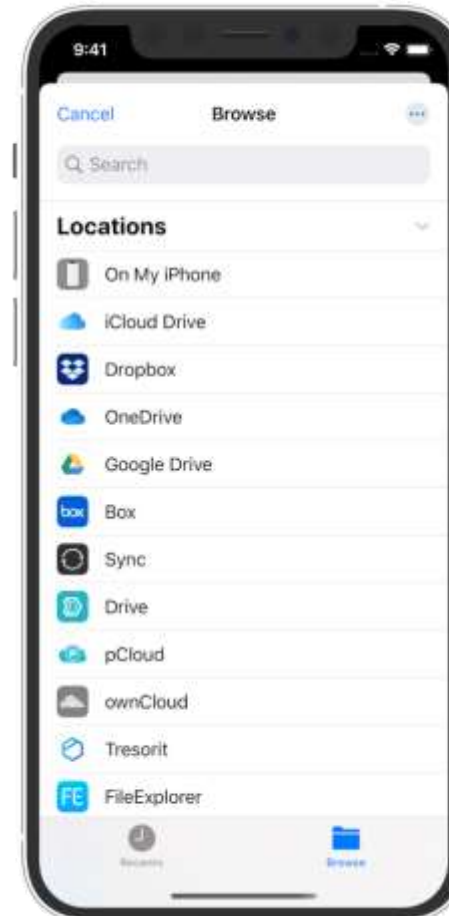 9:41
Cancel
Browse
Search
Locations
On My iPhone
iCloud Drive
Dropbox
OneDrive
Google Drive
box Box
Sync
Drive
pCloud
ownCloud
Tresorit
FE FileExplorer
Recents
Browse